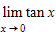 lim tan x
x → 0